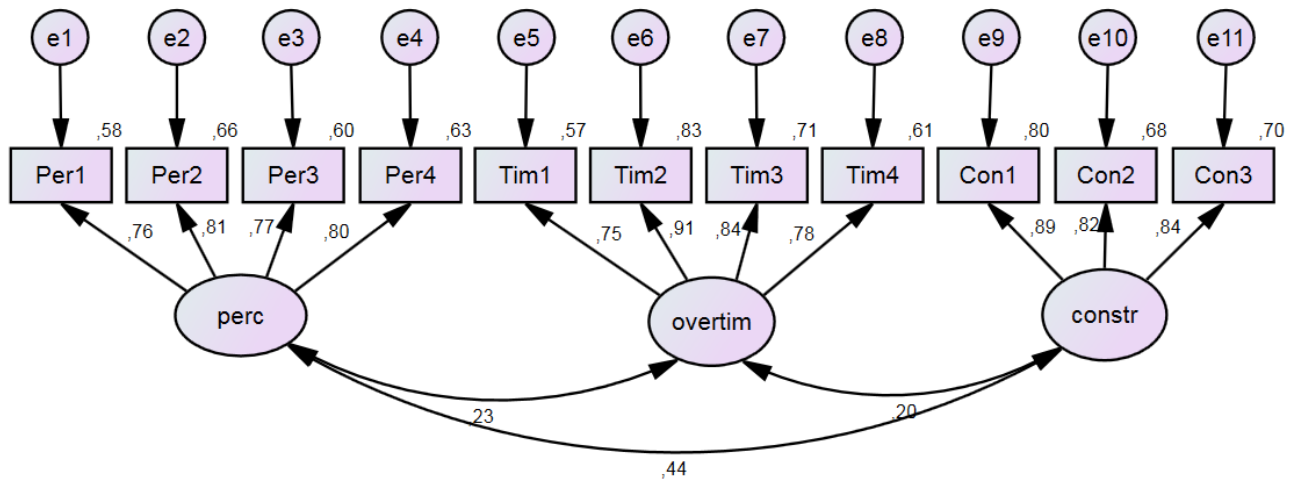 e1 e2 e3 e4 e5 e6 e7 e8 e9 e10 e11
,58 ,66 ,60 ,63 ,57 ,83 ,71 ,61 ,80 ,68 ,70
Per1 Per2 Per3 Per4 Tim1 Tim2 Tim3 Tim4 Con1 Con2 Con3
,76 ,81 ,77 ,80 ,75 ,91 ,84 ,78 ,89 ,82 ,84
perc overtim constr
,23 ,20
,44